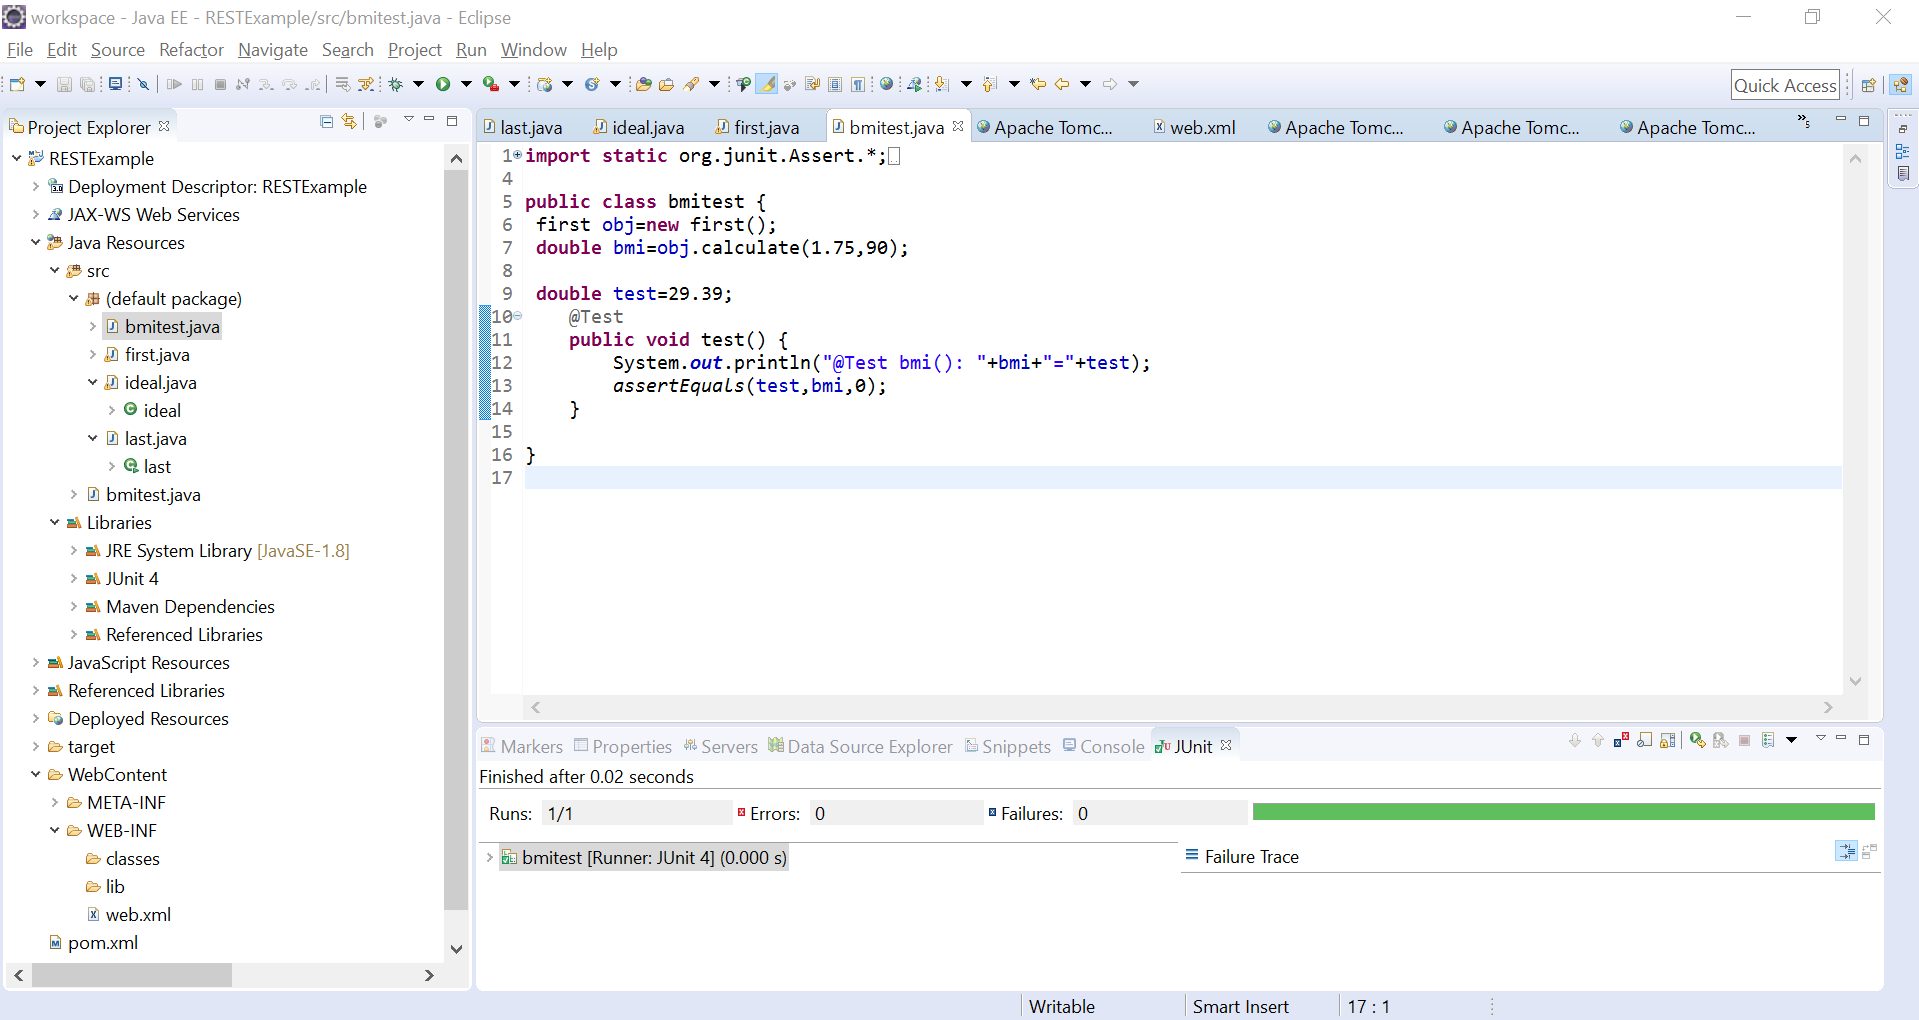 workspace - Java EE - RESTExample/src/bmitest.java - Eclipse
File Edit Source Refactor Navigate Search Project Run Window Help
Quick Access
Project Explorer
RESTExample
Deployment Descriptor: RESTExample
JAX-WS Web Services
Java Resources
src
(default package)
bmitest.java
first.java
ideal.java
ideal
last.java
last
bmitest.java
Libraries
JRE System Library [JavaSE-1.8]
JUnit 4
Maven Dependencies
Referenced Libraries
JavaScript Resources
Referenced Libraries
Deployed Resources
target
WebContent
META-INF
WEB-INF
classes
lib
web.xml
pom.xml
last.java ideal.java first.java bmitest.java Apache Tomc... web.xml Apache Tomc... Apache Tomc... Apache Tomc... »5
1 import static org.junit.Assert.*;
4
5 public class bmitest {
6 first obj=new first();
7 double bmi=obj.calculate(1.75,90);
8
9 double test=29.39;
10 @Test
11 public void test() {
12 System.out.println("@Test bmi(): "+bmi+"="+test);
13 assertEquals(test,bmi,0);
14 }
15
16 }
17
Markers Properties Servers Data Source Explorer Snippets Console JUnit
Finished after 0.02 seconds
Runs: 1/1 Errors: 0 Failures: 0
bmitest [Runner: JUnit 4] (0.000 s)
Failure Trace
Writable Smart Insert 17 : 1